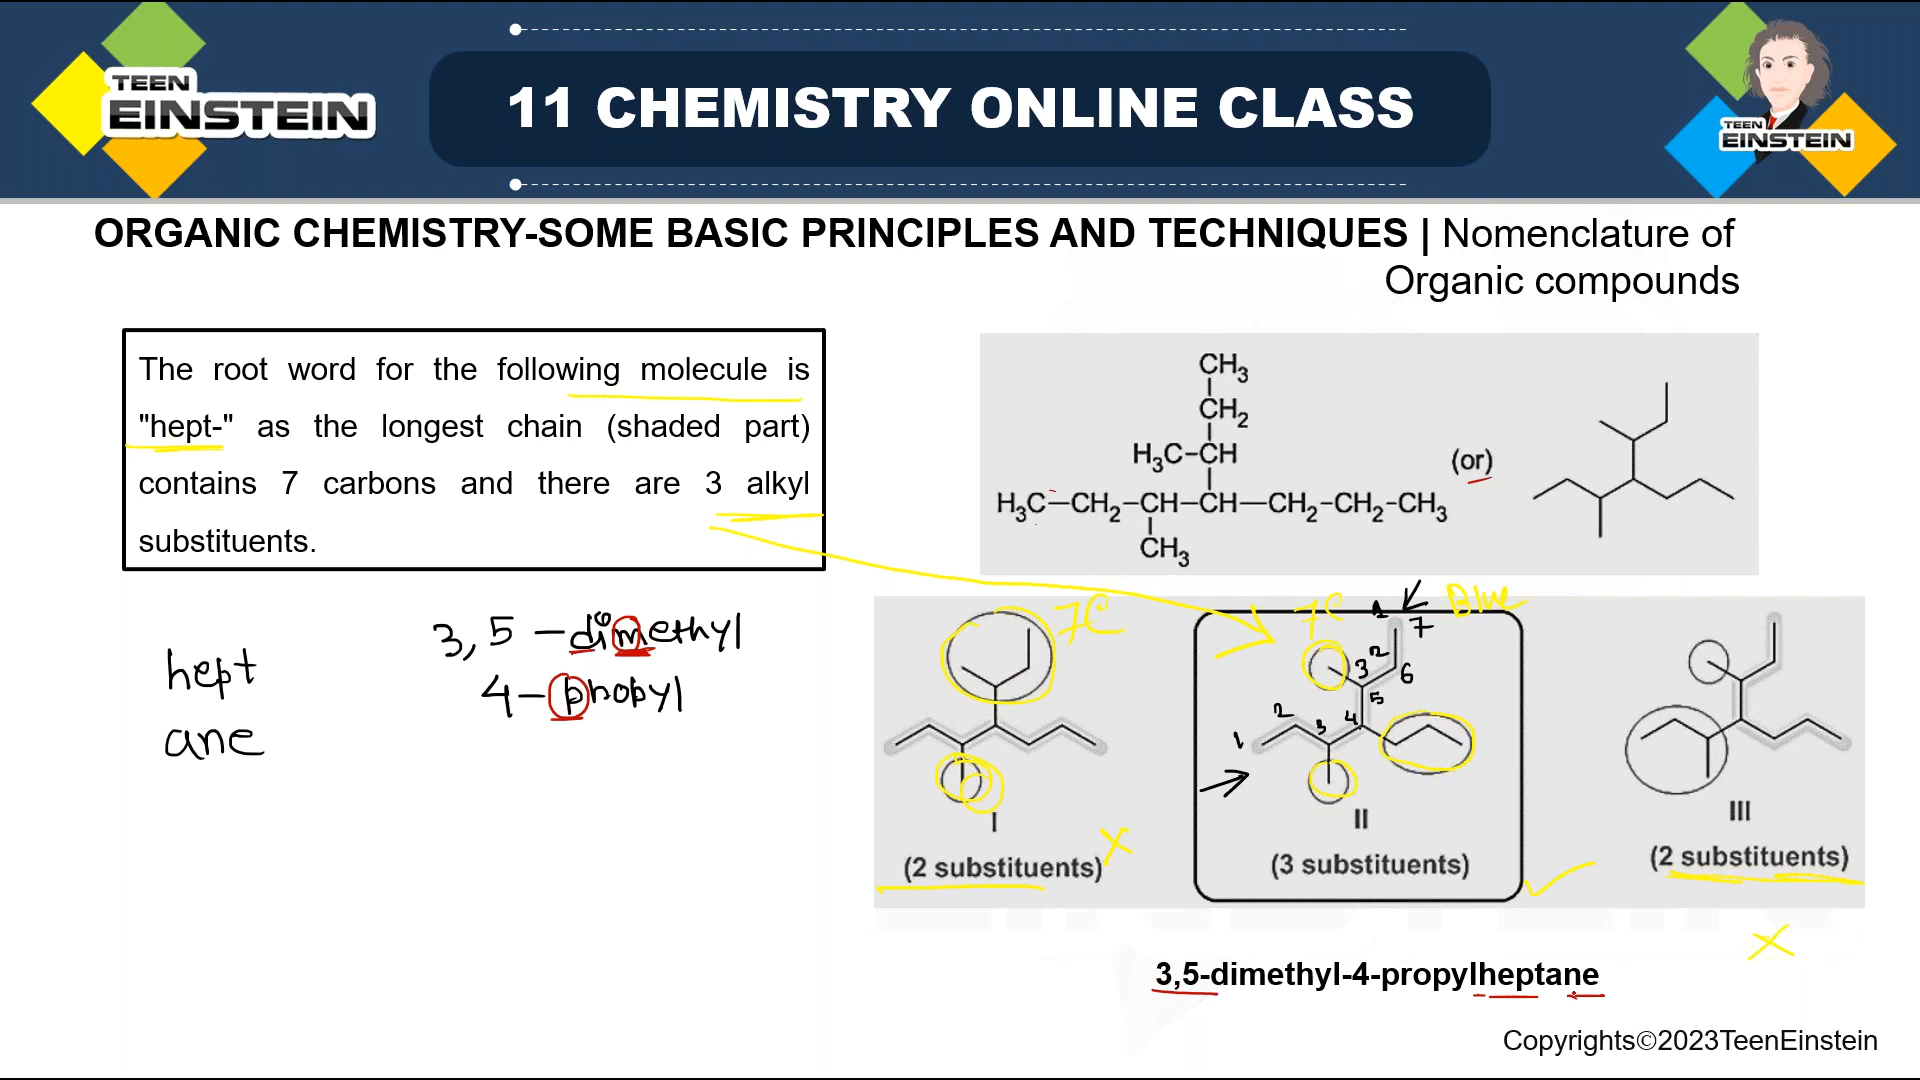 TEEN
EINSTEIN
11 CHEMISTRY ONLINE CLASS
TEEN
EINSTEIN
ORGANIC CHEMISTRY-SOME BASIC PRINCIPLES AND TECHNIQUES | Nomenclature of
Organic compounds
The root word for the following molecule is
"hept-" as the longest chain (shaded part)
contains 7 carbons and there are 3 alkyl
substituents.
CH₃
CH₂
H₃C-CH
H₃C-CH₂-CH-CH-CH₂-CH₂-CH₃
CH₃
(or)
hept
ane
3,5 - dimethyl
4- propyl
7C
I
(2 substituents)
7C
Blue
1 7
2
3 6
5
4
2
3
1
II
(3 substituents)
III
(2 substituents)
3,5-dimethyl-4-propylheptane
Copyrights©2023TeenEinstein